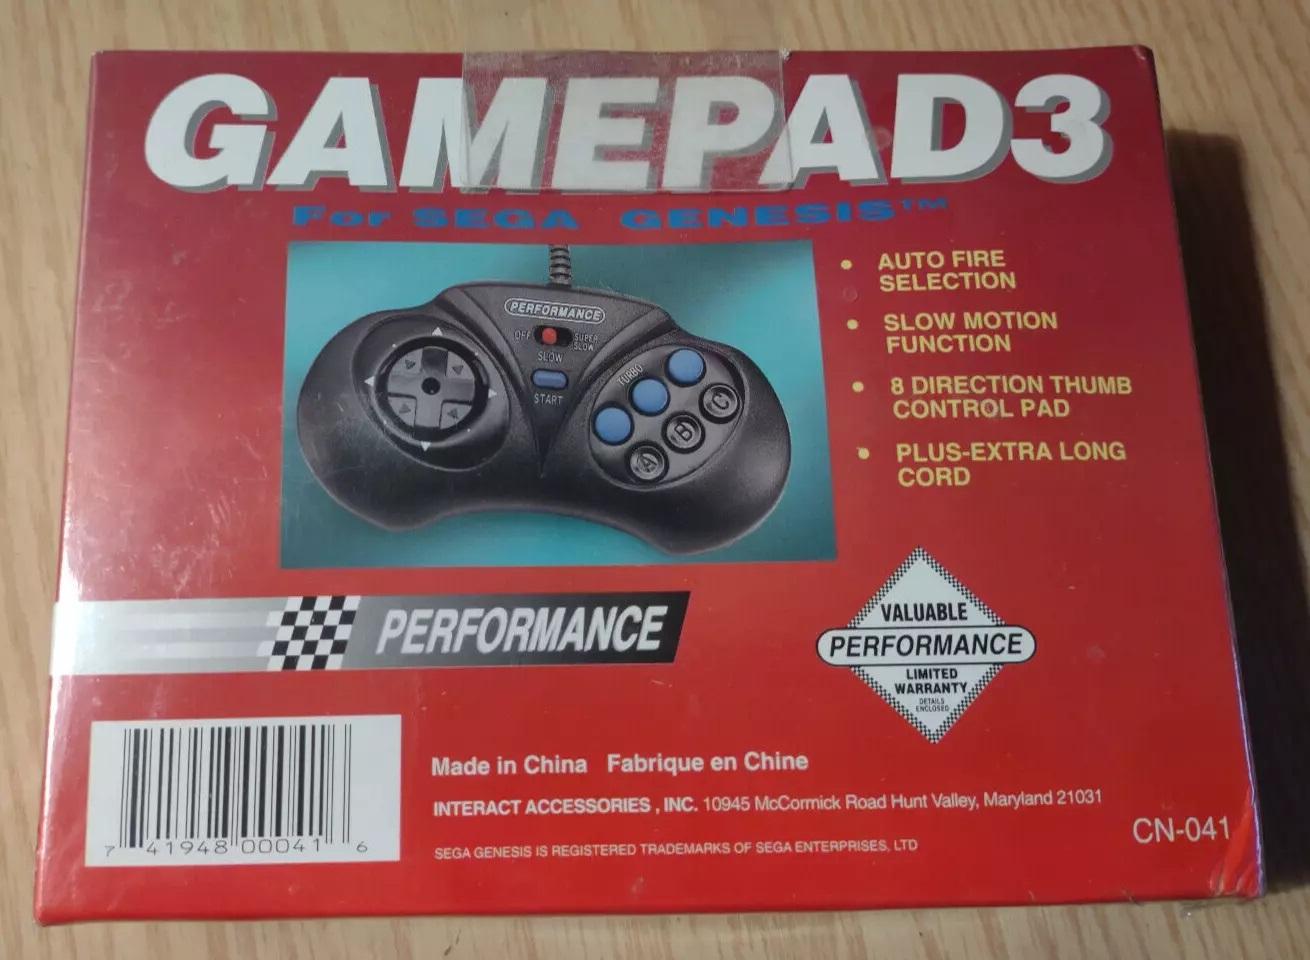 GAMEPAD3
For SEGA GENESIS™
PERFORMANCE
OFF
SUPER
SLOW
SLOW
START
TURBO
A
B
C
• AUTO FIRE
SELECTION
• SLOW MOTION
FUNCTION
• 8 DIRECTION THUMB
CONTROL PAD
• PLUS-EXTRA LONG
CORD
PERFORMANCE
VALUABLE
PERFORMANCE
LIMITED
WARRANTY
DETAILS
ENCLOSED
7 41948 00041 6
Made in China Fabrique en Chine
INTERACT ACCESSORIES, INC. 10945 McCormick Road Hunt Valley, Maryland 21031
CN-041
SEGA GENESIS IS REGISTERED TRADEMARKS OF SEGA ENTERPRISES, LTD